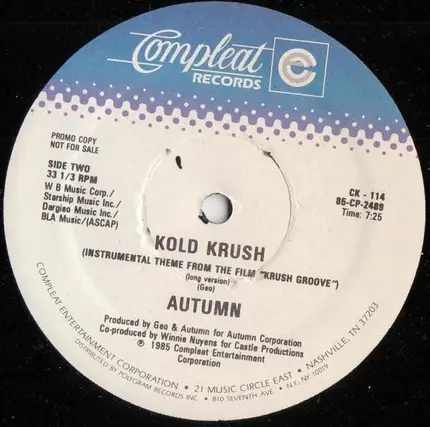 Compleat
RECORDS
PROMO COPY
NOT FOR SALE
SIDE TWO
33 1/3 RPM
W B Music Corp./
Starship Music Inc./
Dargleo Music Inc./
BLA Music/(ASCAP)
CK - 114
85-CP-2489
Time: 7:25
KOLD KRUSH
(INSTRUMENTAL THEME FROM THE FILM "KRUSH GROOVE")
(long version)
(Geo)
AUTUMN
Produced by Geo & Autumn for Autumn Corporation
Co-produced by Winnie Nuyens for Castle Productions
℗ 1985 Compleat Entertainment
Corporation
COMPLEAT ENTERTAINMENT CORPORATION • 21 MUSIC CIRCLE EAST • NASHVILLE, TN 37203
DISTRIBUTED BY POLYGRAM RECORDS INC • 810 SEVENTH AVE. • N.Y., NY. 10019